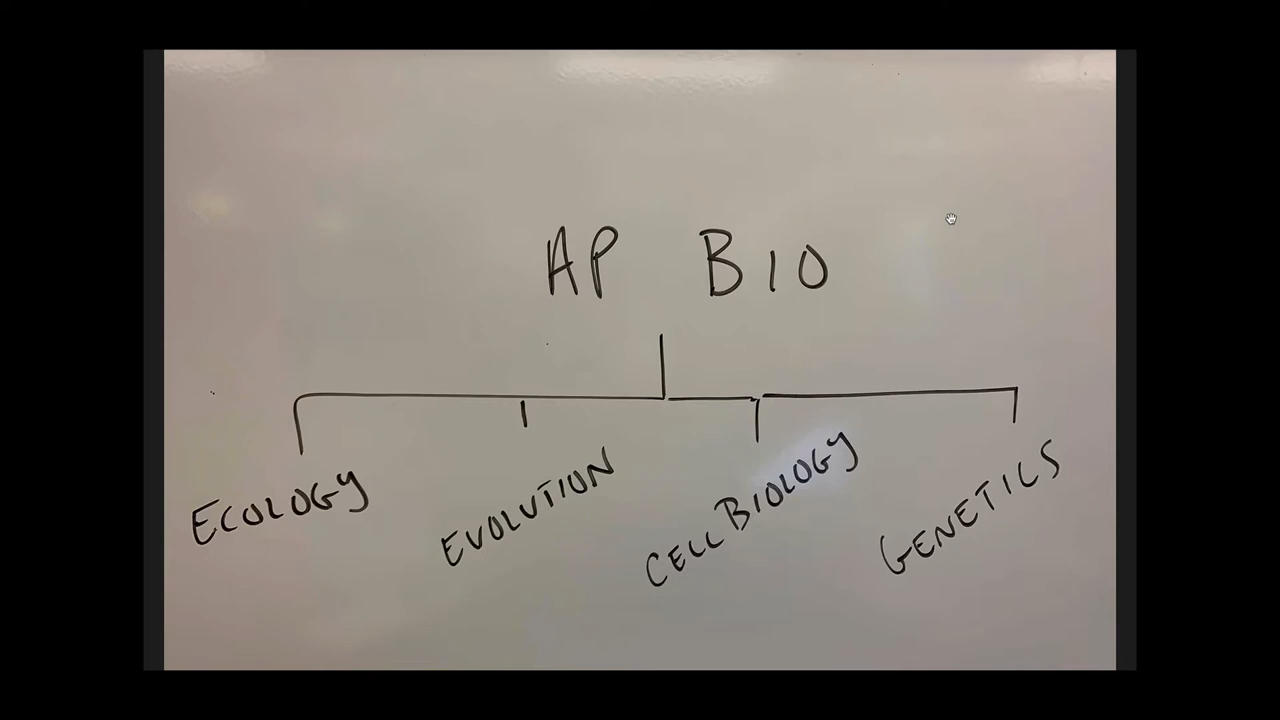 AP BIO
ECOLOGY
EVOLUTION
CELL BIOLOGY
GENETICS